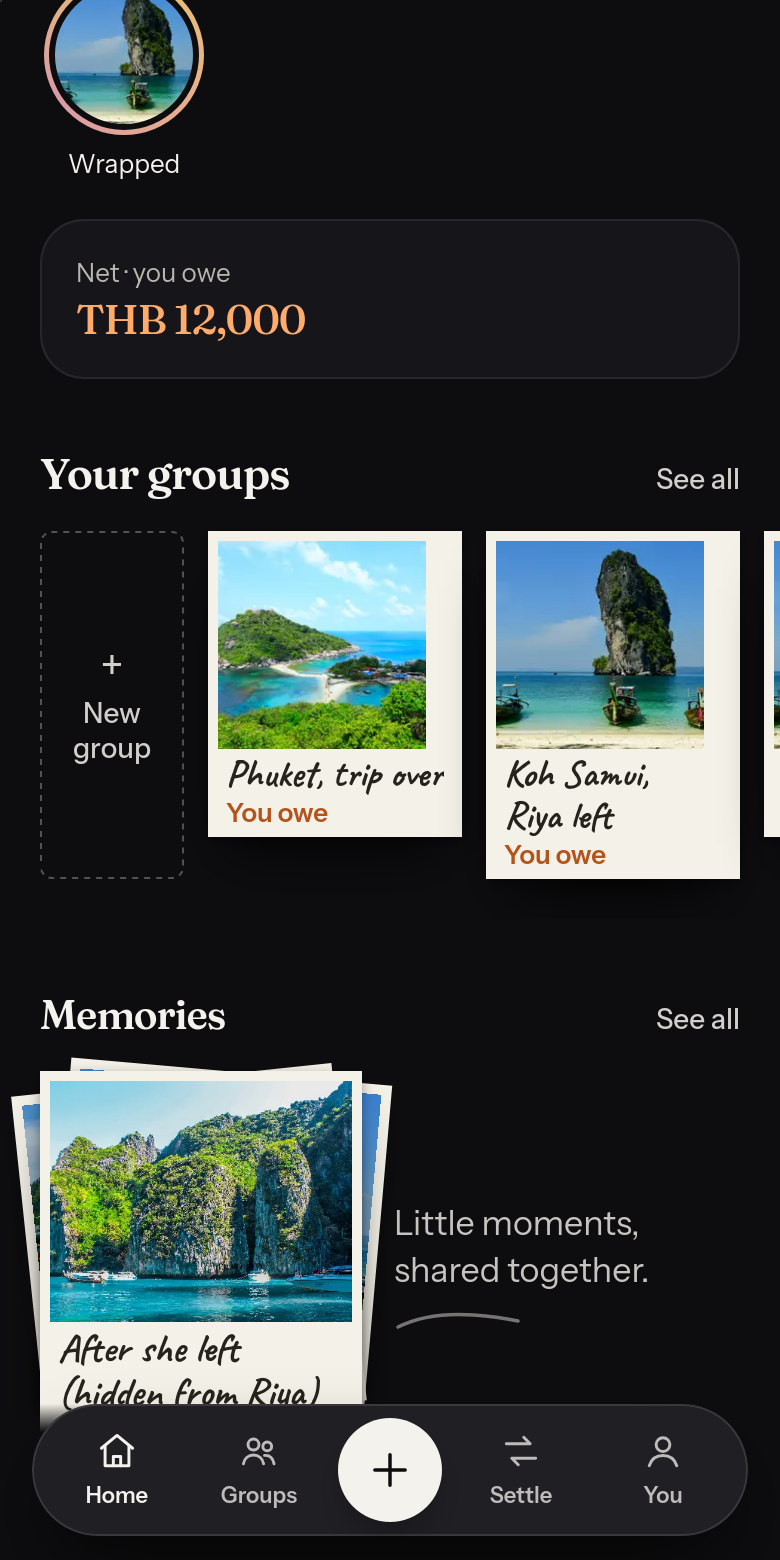 Wrapped
Net · you owe
THB 12,000
Your groups
See all
+
New
group
Phuket, trip over
You owe
Koh Samui,
Riya left
You owe
Memories
See all
Little moments,
shared together.
After she left
(hidden from Riya)
Home
Groups
Settle
You